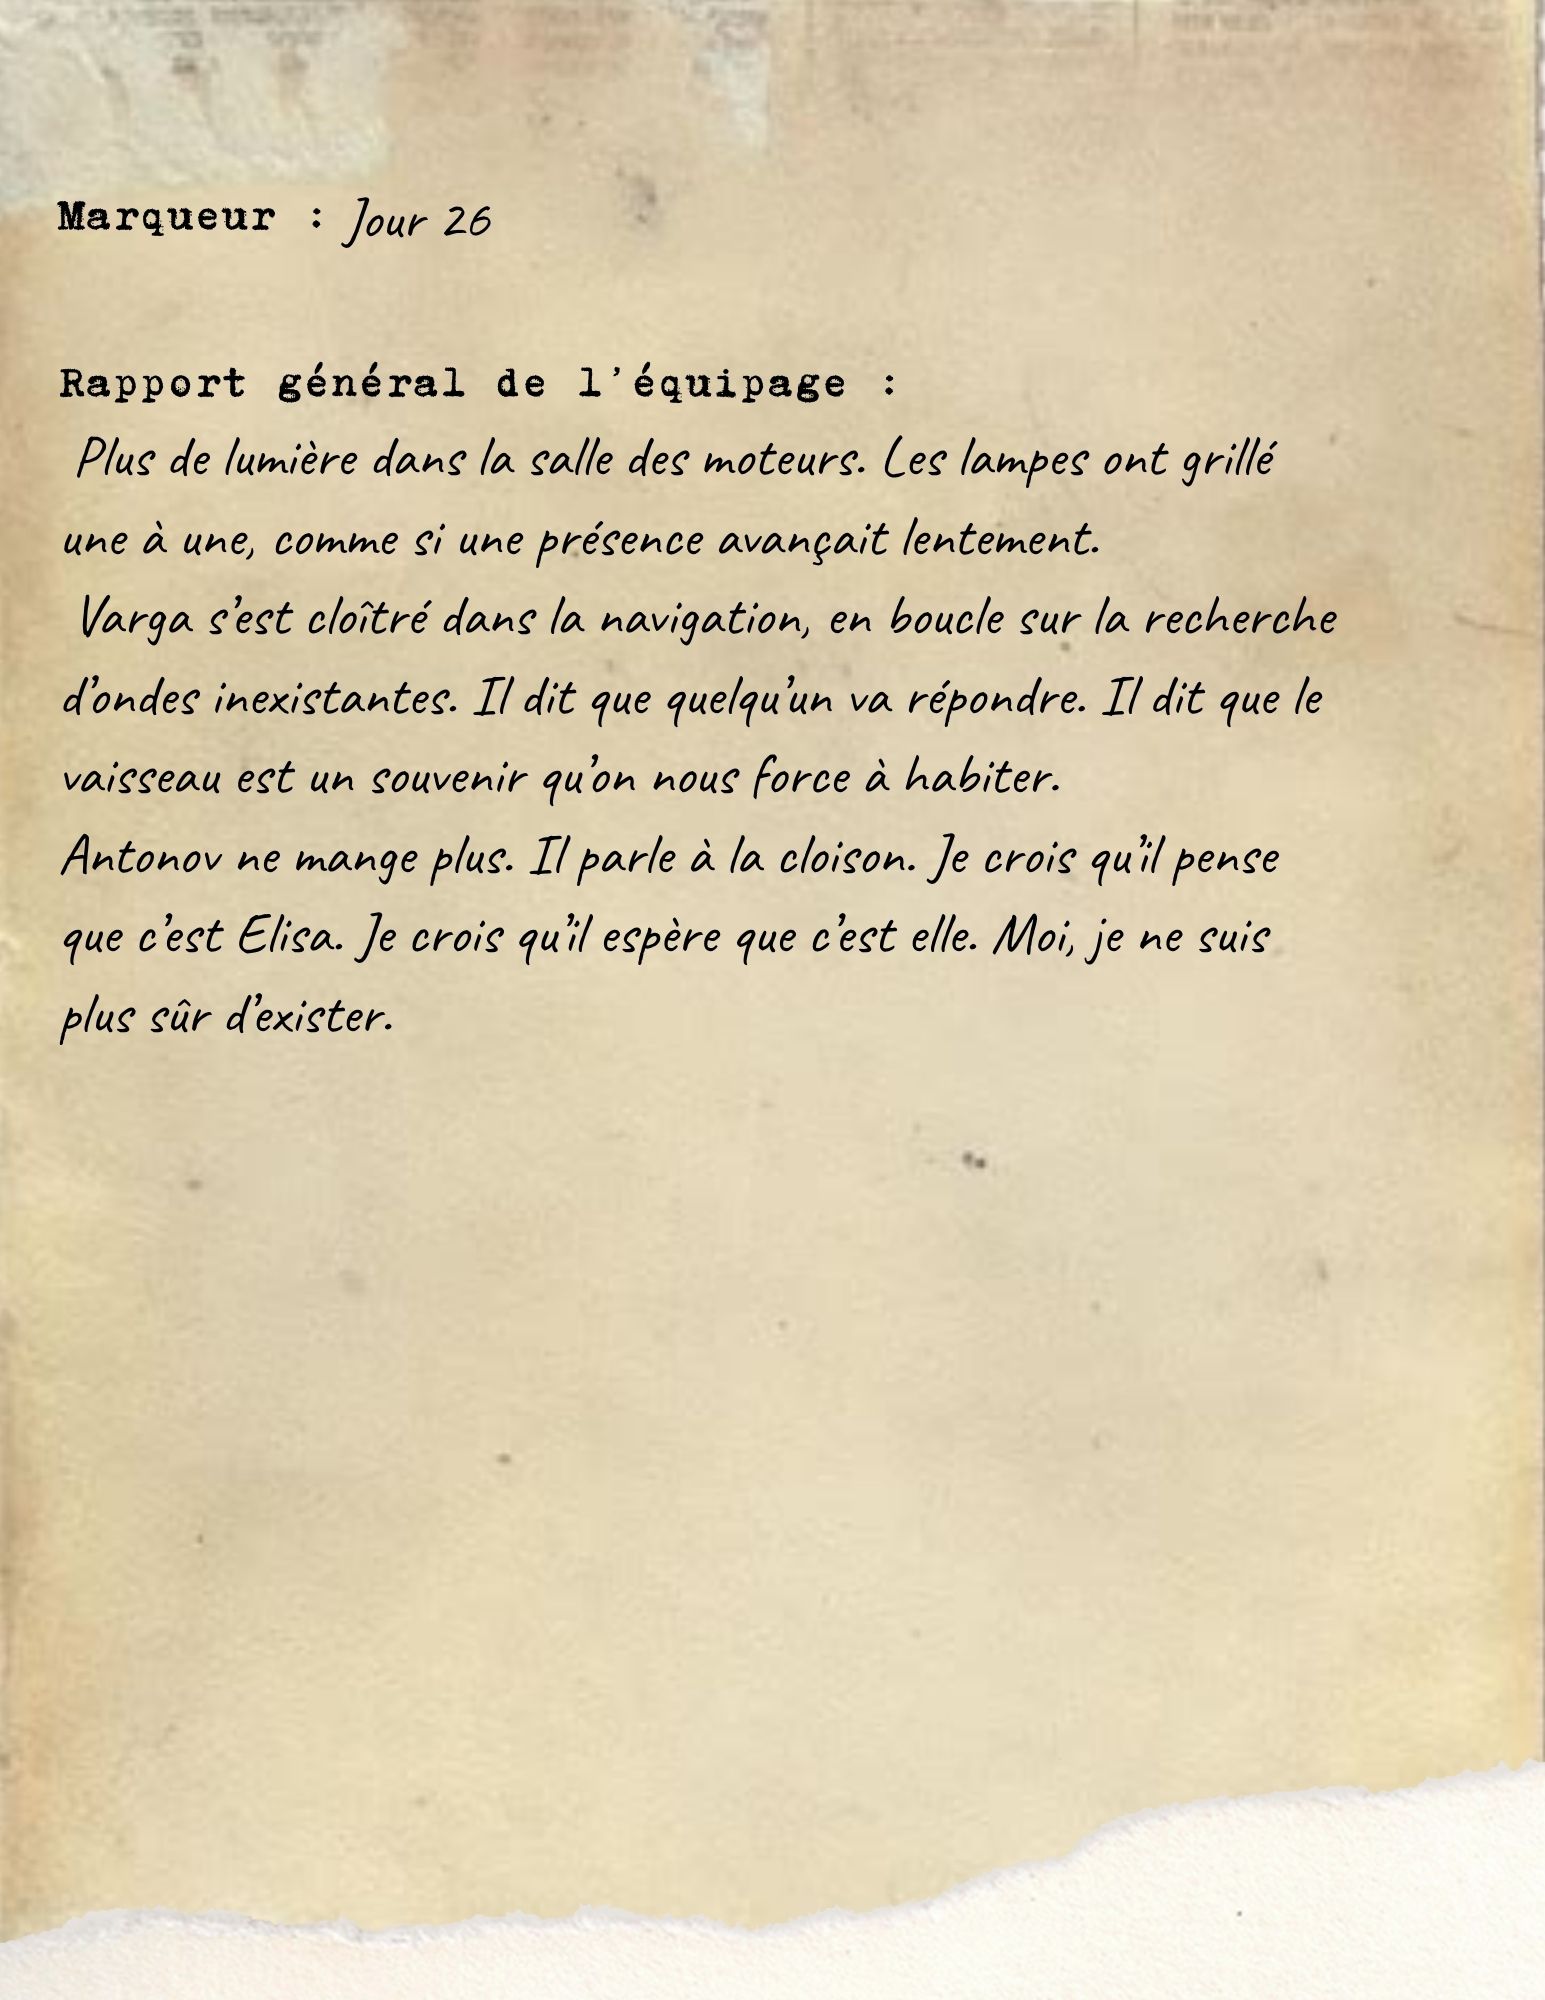 Marqueur : Jour 26
Rapport général de l'équipage :
Plus de lumière dans la salle des moteurs. Les lampes ont grillé
une à une, comme si une présence avançait lentement.
Varga s'est cloîtré dans la navigation, en boucle sur la recherche
d'ondes inexistantes. Il dit que quelqu'un va répondre. Il dit que le
vaisseau est un souvenir qu'on nous force à habiter.
Antonov ne mange plus. Il parle à la cloison. Je crois qu'il pense
que c'est Elisa. Je crois qu'il espère que c'est elle. Moi, je ne suis
plus sûr d'exister.